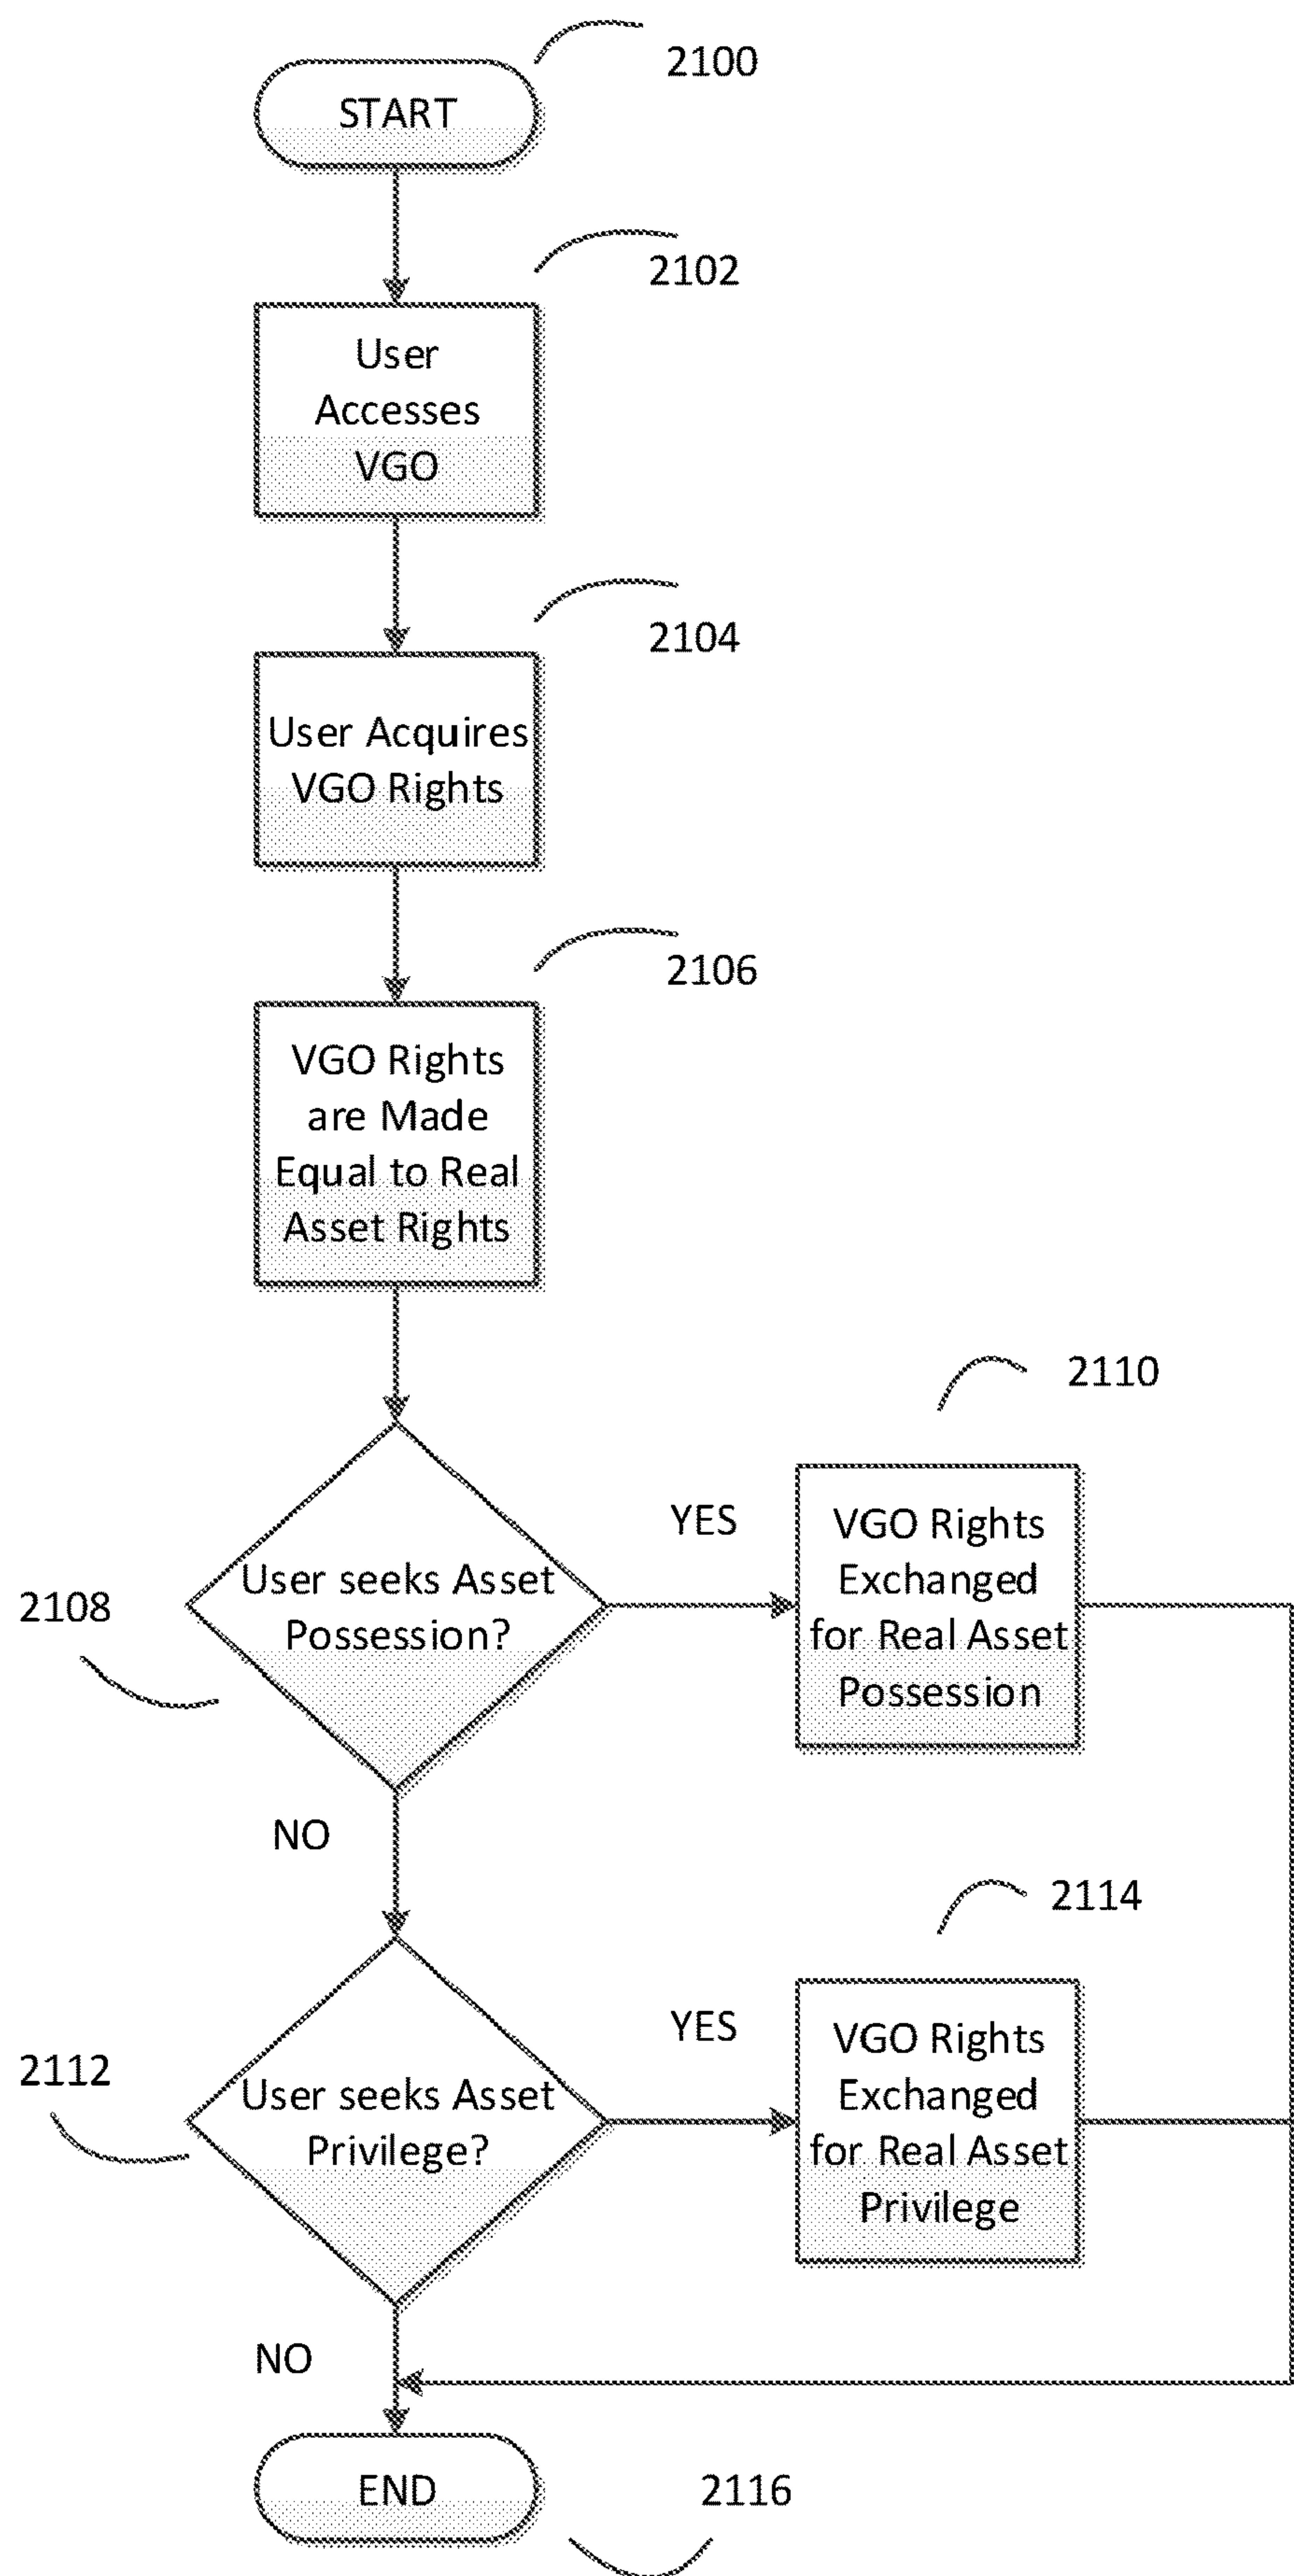 2100
START
2102
User
Accesses
VGO
2104
User Acquires
VGO Rights
2106
VGO Rights
are Made
Equal to Real
Asset Rights
2108
User seeks Asset
Possession?
YES
2110
VGO Rights
Exchanged
for Real Asset
Possession
NO
2112
User seeks Asset
Privilege?
YES
2114
VGO Rights
Exchanged
for Real Asset
Privilege
NO
END
2116